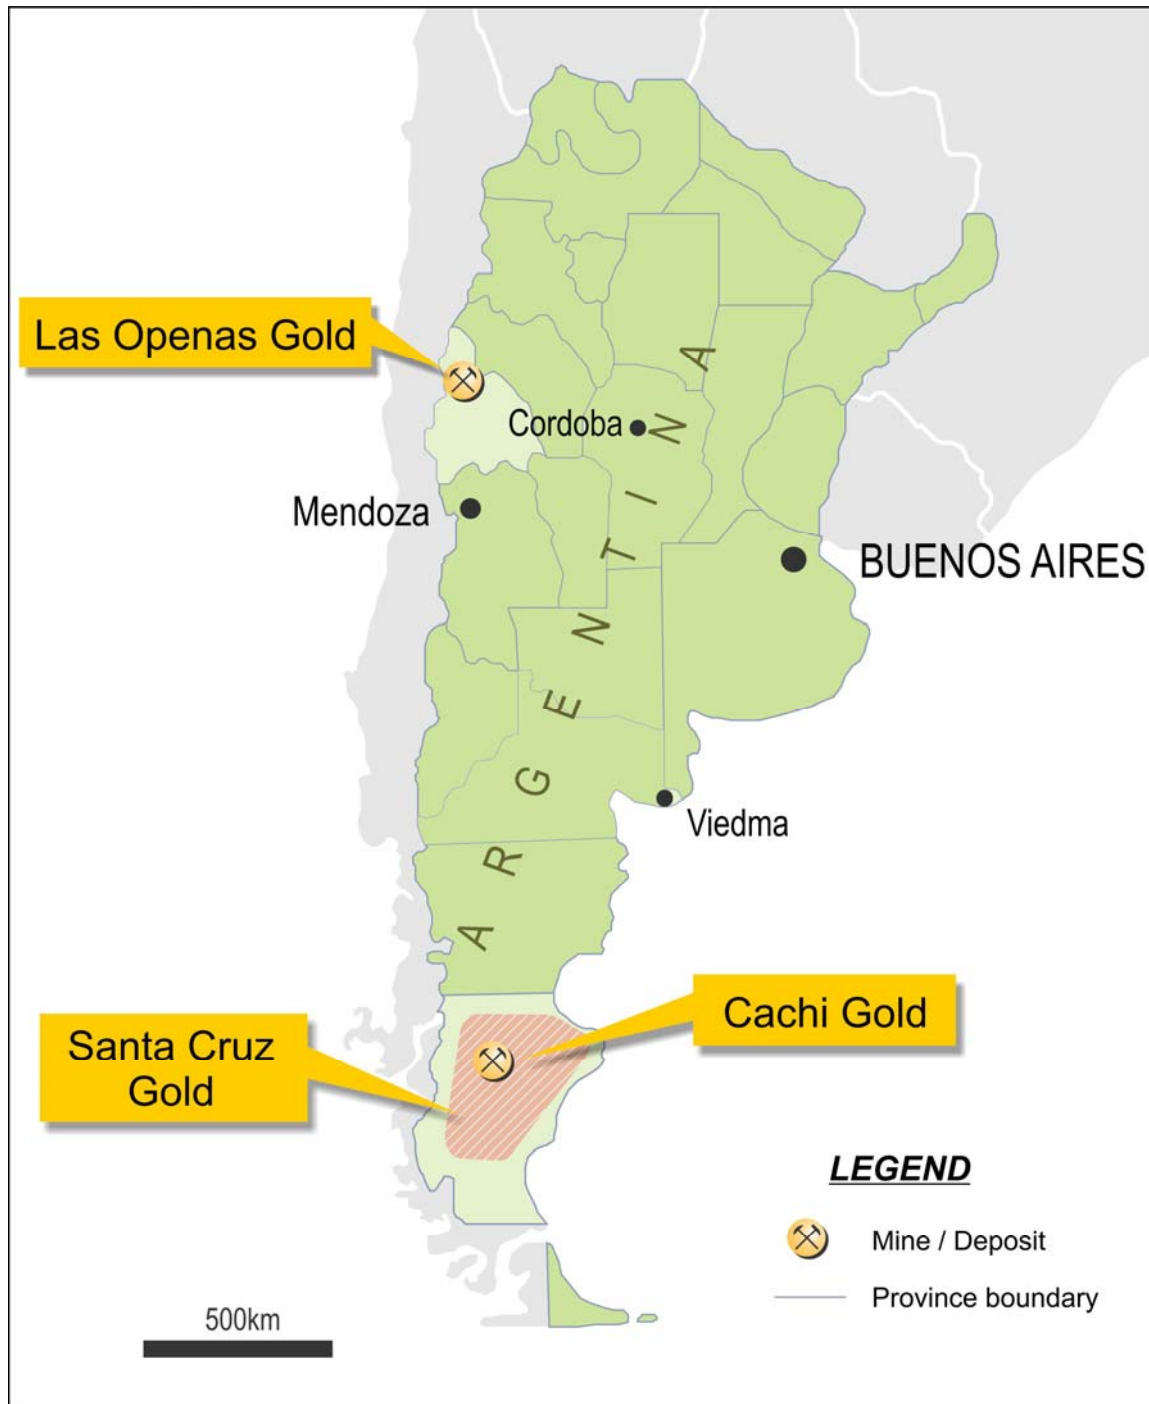 Las Openas Gold
Cordoba
Mendoza
BUENOS AIRES
ARGENTINA
Viedma
Cachi Gold
Santa Cruz
Gold
LEGEND
Mine / Deposit
Province boundary
500km